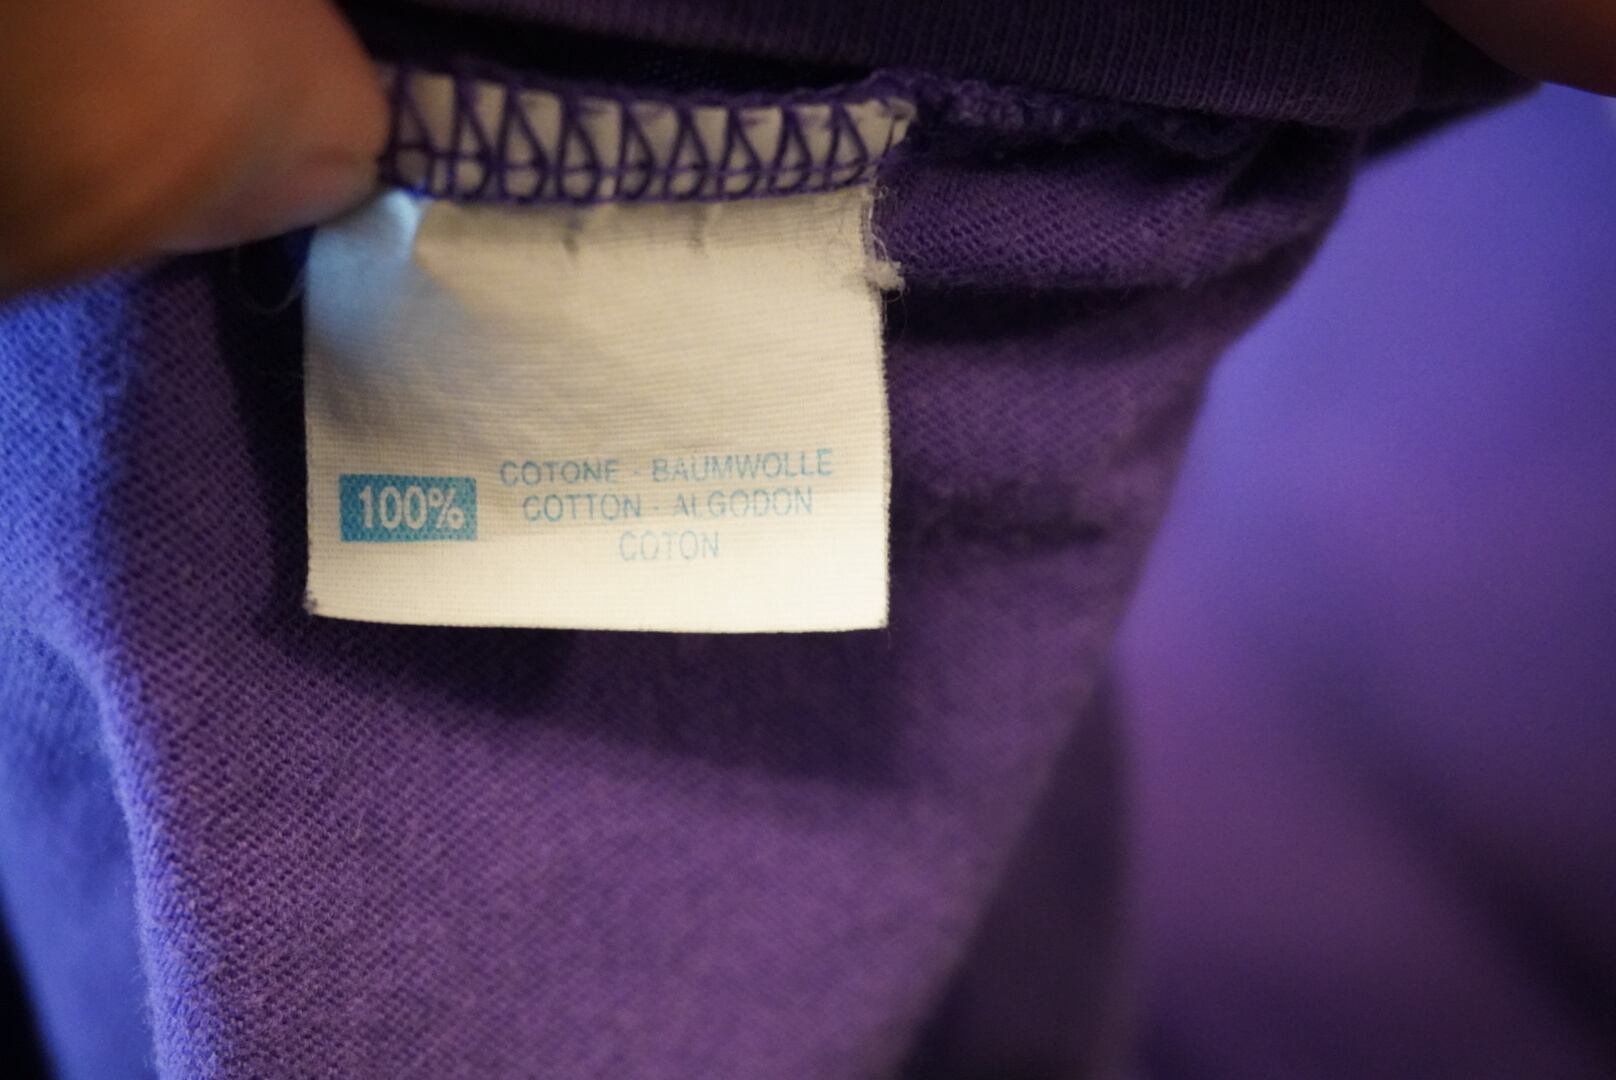 100%
COTONE - BAUMWOLLE
COTTON - ALGODON
COTON